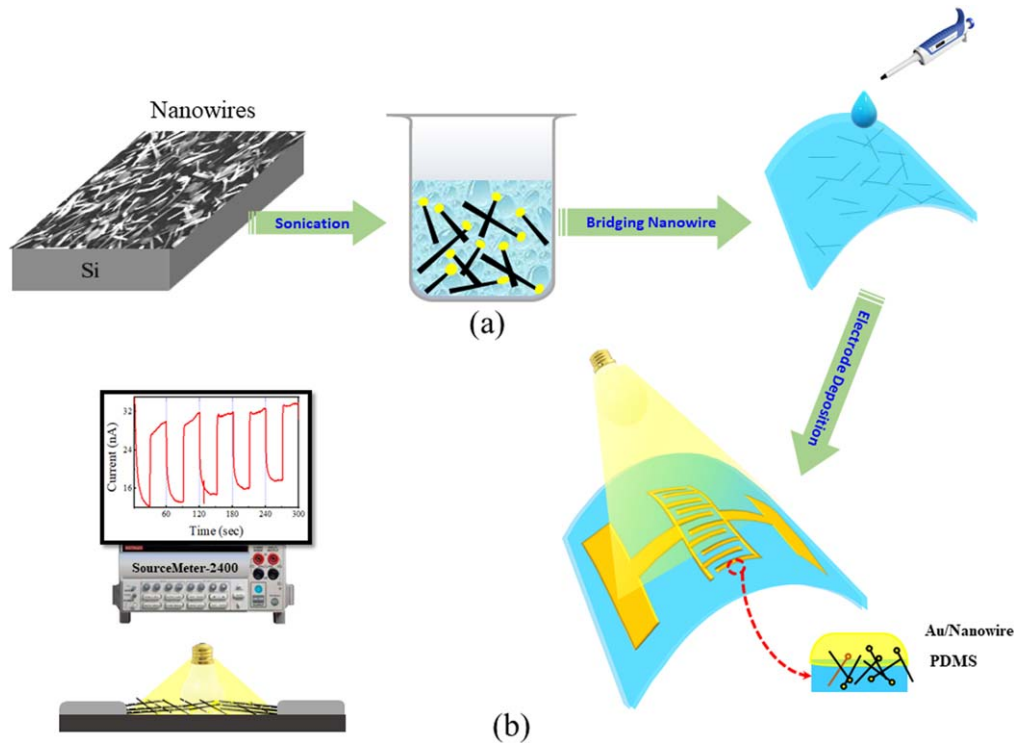 Nanowires
Si
Sonication
Bridging Nanowire
(a)
Electrode Deposition
32
24
16
Current (nA)
60 120 180 240 300
Time (sec)
SourceMeter-2400
Au/Nanowire
PDMS
(b)